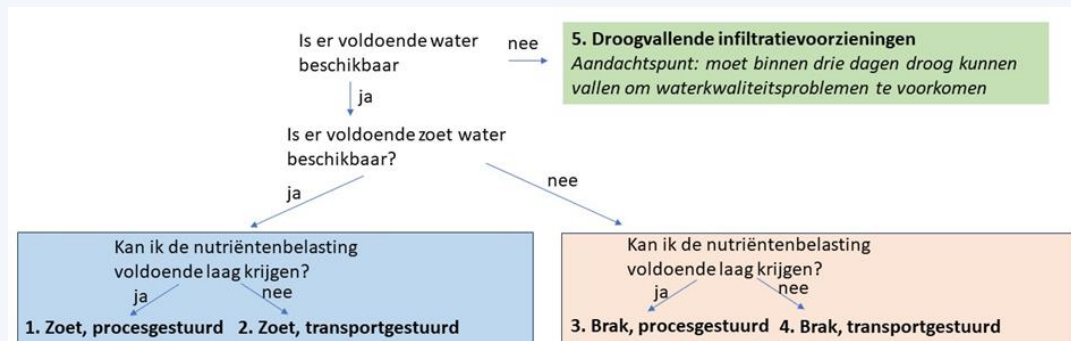 Is er voldoende water
beschikbaar
nee
5. Droogvallende infiltratievoorzieningen
Aandachtspunt: moet binnen drie dagen droog kunnen
vallen om waterkwaliteitsproblemen te voorkomen
ja
Is er voldoende zoet water
beschikbaar?
ja
nee
Kan ik de nutriëntenbelasting
voldoende laag krijgen?
ja
nee
1. Zoet, procesgestuurd
2. Zoet, transportgestuurd
Kan ik de nutriëntenbelasting
voldoende laag krijgen?
ja
nee
3. Brak, procesgestuurd
4. Brak, transportgestuurd